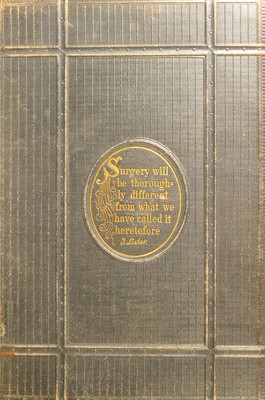 Surgery will
be thorough=
ly different
from what we
have called it
heretofore
J. Lister.